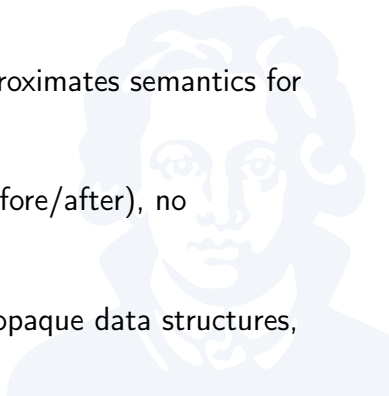 roximates semantics for
fore/after), no
opaque data structures,